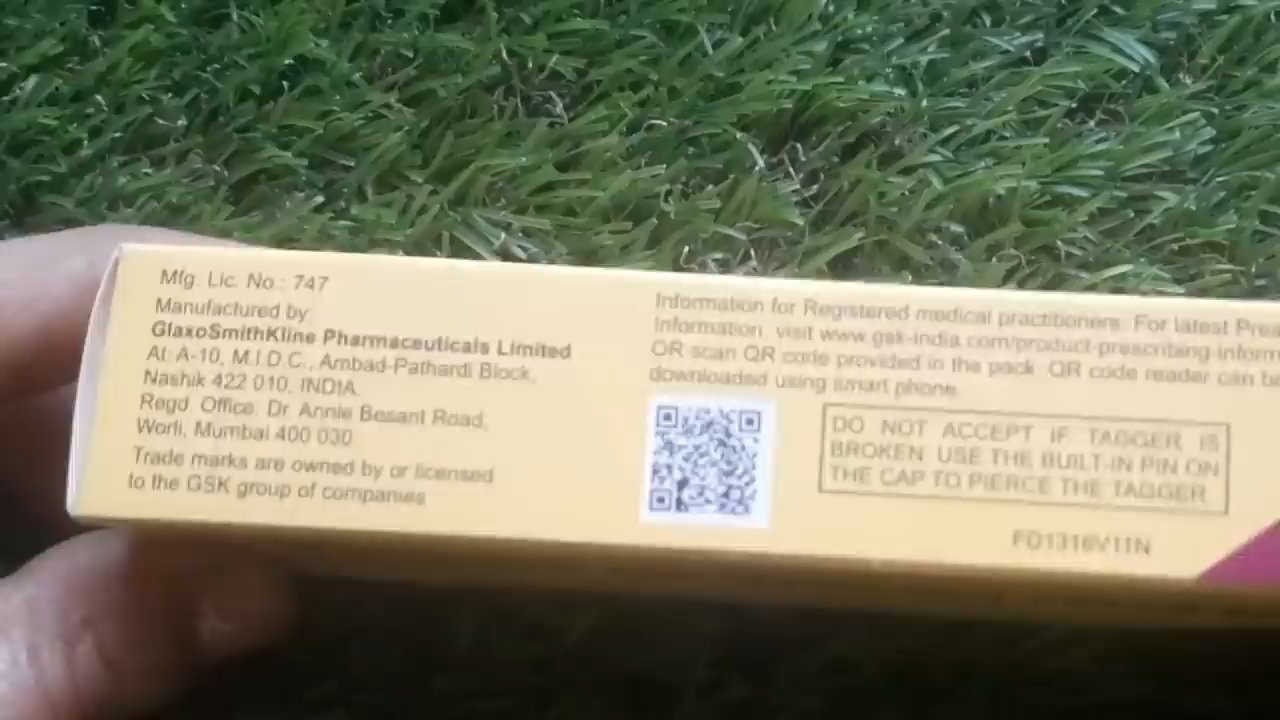 Mfg. Lic. No.: 747
Manufactured by
GlaxoSmithKline Pharmaceuticals Limited
At: A-10, M.I.D.C., Ambad-Pathardi Block,
Nashik 422 010, INDIA.
Regd. Office: Dr. Annie Besant Road,
Worli, Mumbai 400 030
Trade marks are owned by or licensed
to the GSK group of companies
Information for Registered medical practitioners: For latest Pres
Information, visit www.gsk-india.com/product-prescribing-inform
OR scan QR code provided in the pack. QR code reader can be
downloaded using smart phone.
DO NOT ACCEPT IF TAGGER IS
BROKEN. USE THE BUILT-IN PIN ON
THE CAP TO PIERCE THE TAGGER
FD1316V11N